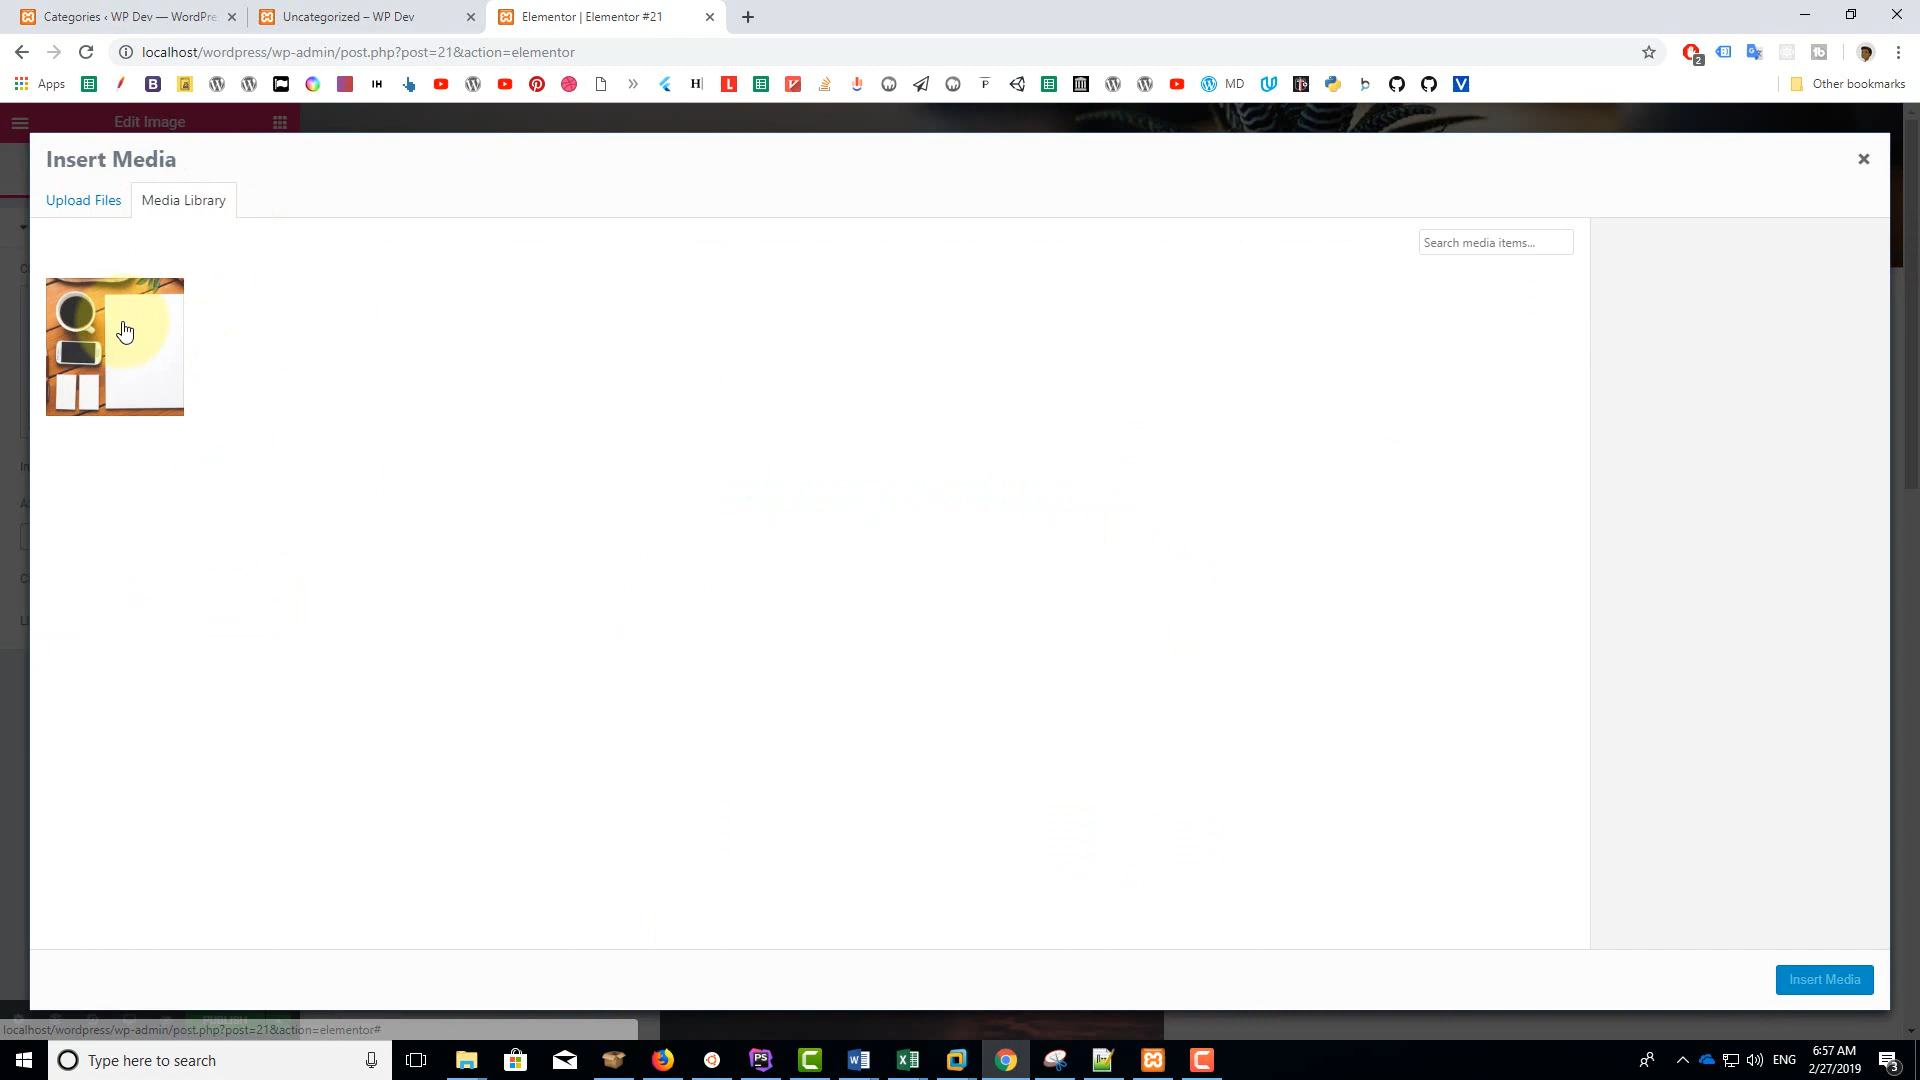 Categories ‹ WP Dev — WordPre
Uncategorized – WP Dev
Elementor | Elementor #21
localhost/wordpress/wp-admin/post.php?post=21&action=elementor
2
Apps
MD
Other bookmarks
Edit Image
Insert Media
Upload Files
Media Library
Search media items...
Insert Media
PUBLISH
localhost/wordpress/wp-admin/post.php?post=21&action=elementor#
Type here to search
ENG
6:57 AM
2/27/2019
3